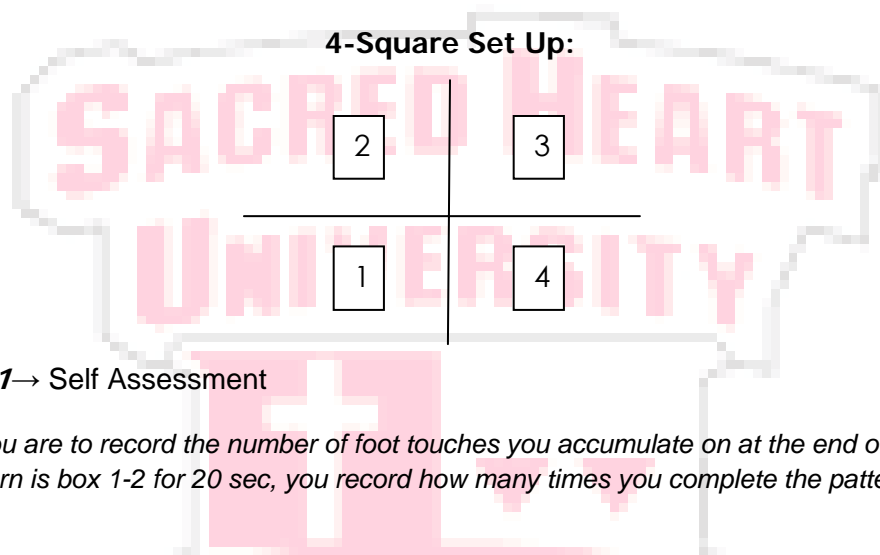 4-Square Set Up:
SACRED HEART
2 3
UNIVERSITY
1 4
1→ Self Assessment
ou are to record the number of foot touches you accumulate on at the end o
rn is box 1-2 for 20 sec, you record how many times you complete the patte